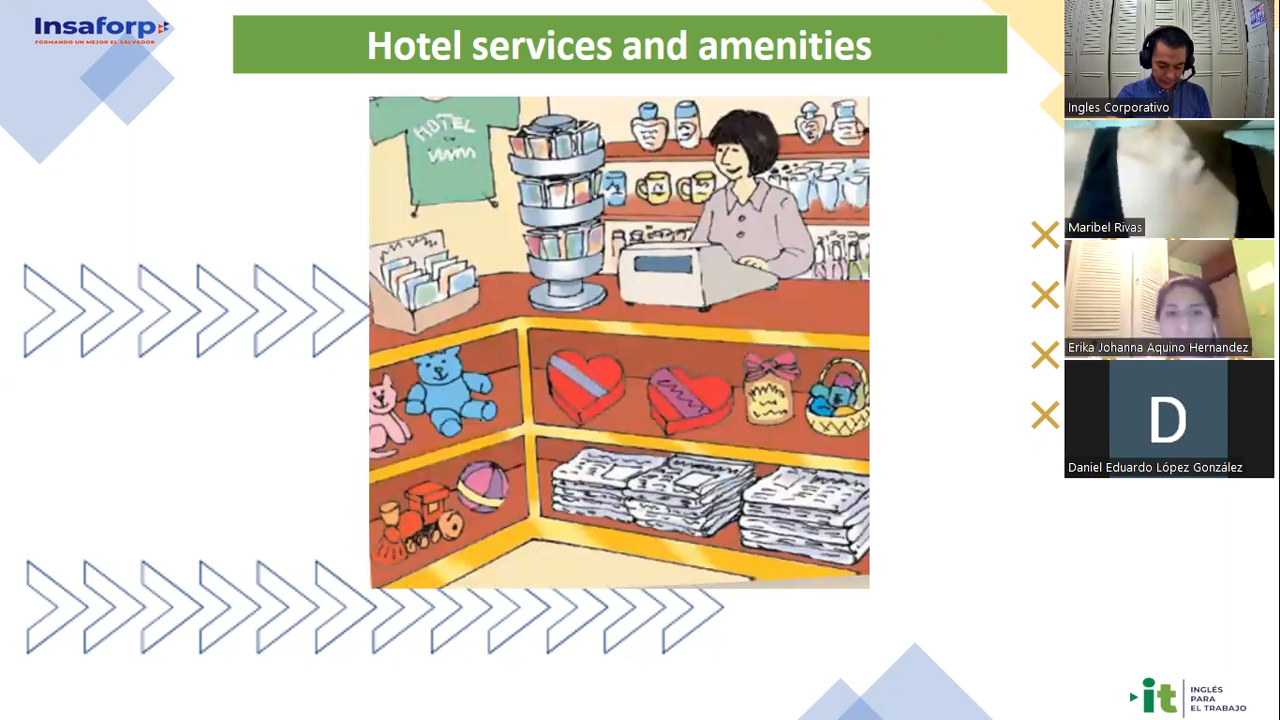 Insaforp
FORMANDO UN MEJOR EL SALVADOR
Hotel services and amenities
HOTEL
Ingles Corporativo
Maribel Rivas
Erika Johanna Aquino Hernandez
D
Daniel Eduardo López González
it
INGLÉS
PARA
EL TRABAJO